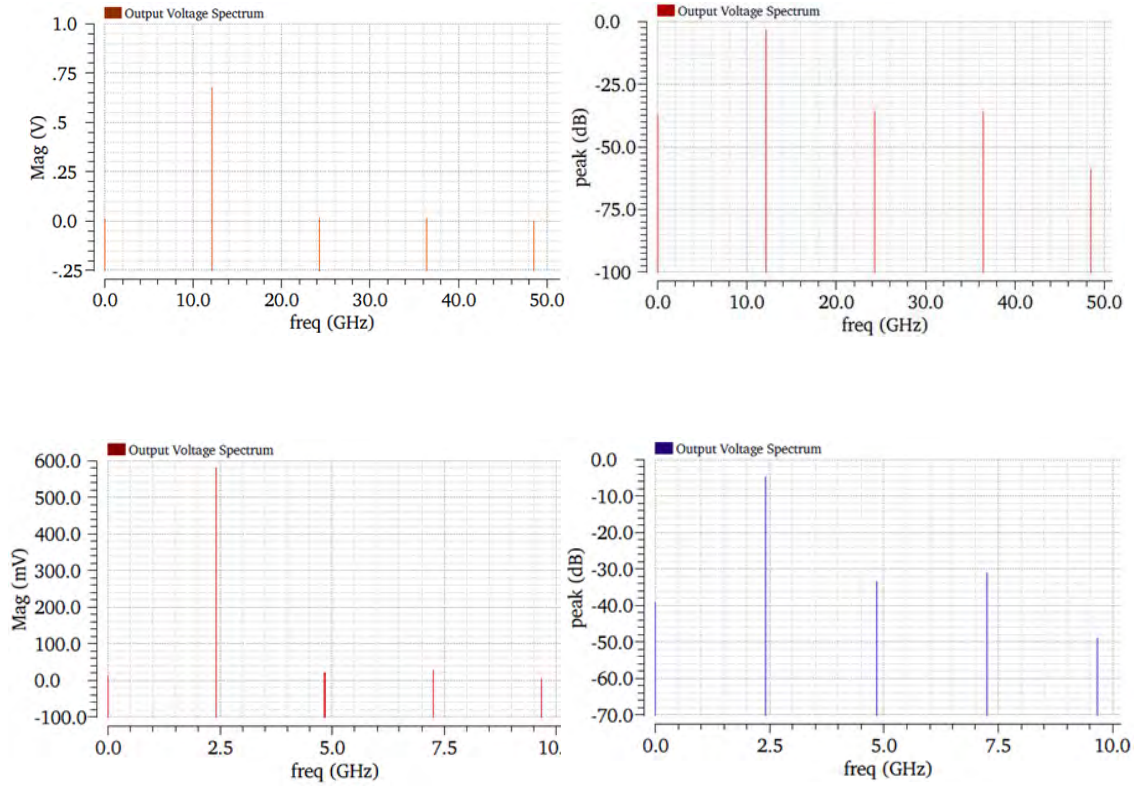 Output Voltage Spectrum
1.0
.75
.5
.25
0.0
-.25
Mag (V)
0.0 10.0 20.0 30.0 40.0 50.0
freq (GHz)
Output Voltage Spectrum
0.0
-25.0
-50.0
-75.0
-100
peak (dB)
0.0 10.0 20.0 30.0 40.0 50.0
freq (GHz)
Output Voltage Spectrum
600.0
500.0
400.0
300.0
200.0
100.0
0.0
-100.0
Mag (mV)
0.0 2.5 5.0 7.5 10.
freq (GHz)
Output Voltage Spectrum
0.0
-10.0
-20.0
-30.0
-40.0
-50.0
-60.0
-70.0
peak (dB)
0.0 2.5 5.0 7.5 10.0
freq (GHz)